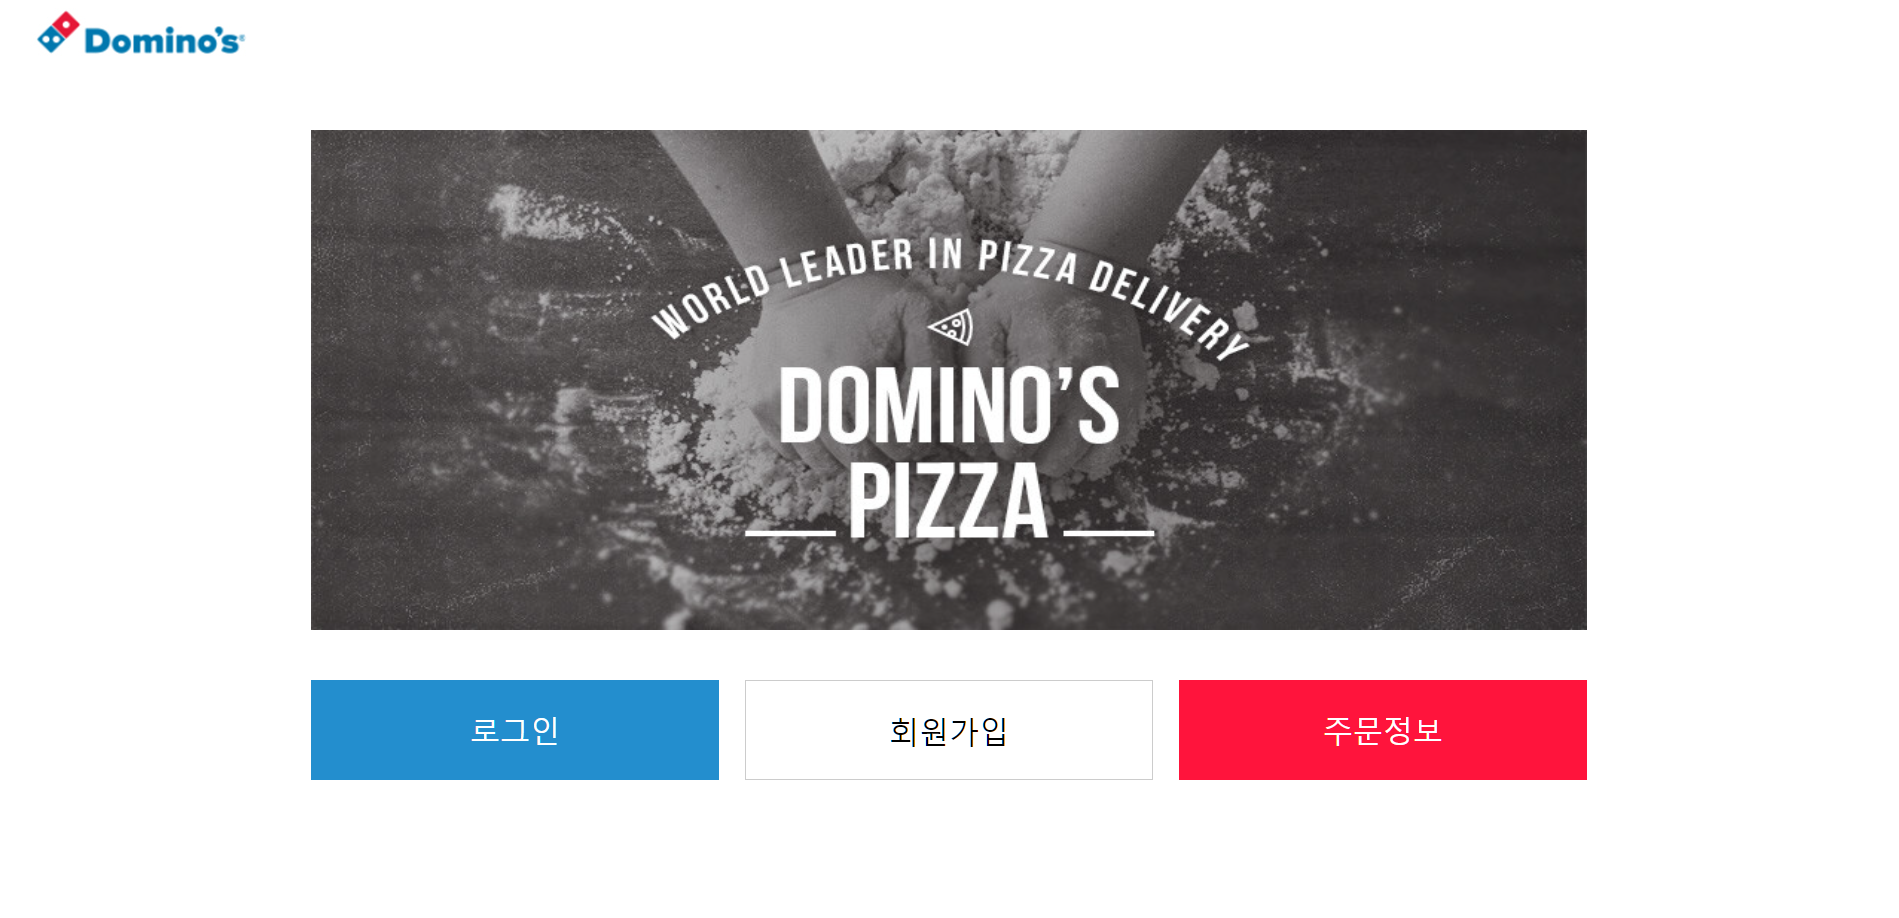 Domino's
WORLD LEADER IN PIZZA DELIVERY
DOMINO'S
PIZZA
로그인
회원가입
주문정보